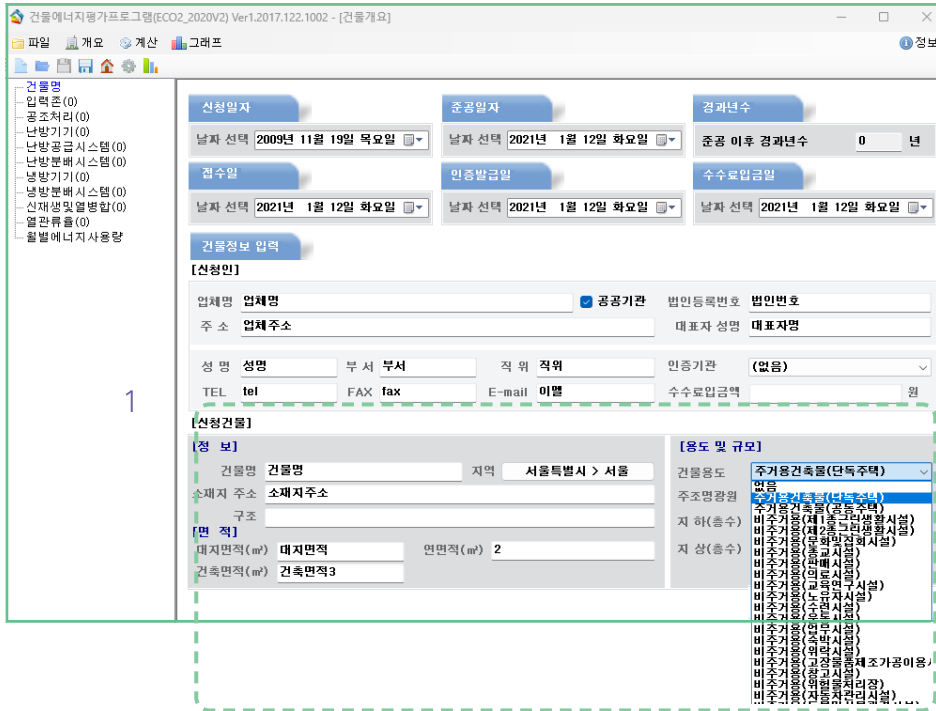 건물에너지평가프로그램(ECO2_2020V2) Ver1.2017.122.1002 - [건물개요]
파일 개요 계산 그래프 정보
건물명
입력존(0)
공조처리(0)
난방기기(0)
난방공급시스템(0)
난방분배시스템(0)
냉방기기(0)
냉방분배시스템(0)
신재생및열병합(0)
열관류율(0)
월별에너지사용량
신청일자 준공일자 경과년수
날짜 선택 2009년 11월 19일 목요일 날짜 선택 2021년 1월 12일 화요일 준공 이후 경과년수 0 년
접수일 인증발급일 수수료입금일
날짜 선택 2021년 1월 12일 화요일 날짜 선택 2021년 1월 12일 화요일 날짜 선택 2021년 1월 12일 화요일
건물정보 입력
[신청인]
업체명 업체명 공공기관 법인등록번호 법인번호
주 소 업체주소 대표자 성명 대표자명
성 명 성명 부 서 부서 직 위 직위 인증기관 (없음)
TEL tel FAX fax E-mail 이멜 수수료입금액 원
1
[신청건물]
[정 보] [용도 및 규모]
건물명 건물명 지역 서울특별시 > 서울 건물용도 주거용건축물(단독주택)
소재지 주소 소재지주소 주조명광원
구조 지 하(층수)
[면 적]
대지면적(㎡) 대지면적 연면적(㎡) 2 지 상(층수)
건축면적(㎡) 건축면적3
없음
주거용건축물(단독주택)
주거용건축물(공동주택)
비주거용(제1종근린생활시설)
비주거용(제2종근린생활시설)
비주거용(문화및집회시설)
비주거용(종교시설)
비주거용(판매시설)
비주거용(의료시설)
비주거용(교육연구시설)
비주거용(노유자시설)
비주거용(수련시설)
비주거용(운동시설)
비주거용(업무시설)
비주거용(숙박시설)
비주거용(위락시설)
비주거용(고장물품제조가공이용시
비주거용(창고시설)
비주거용(위험물처리장)
비주거용(자동차관리시설)